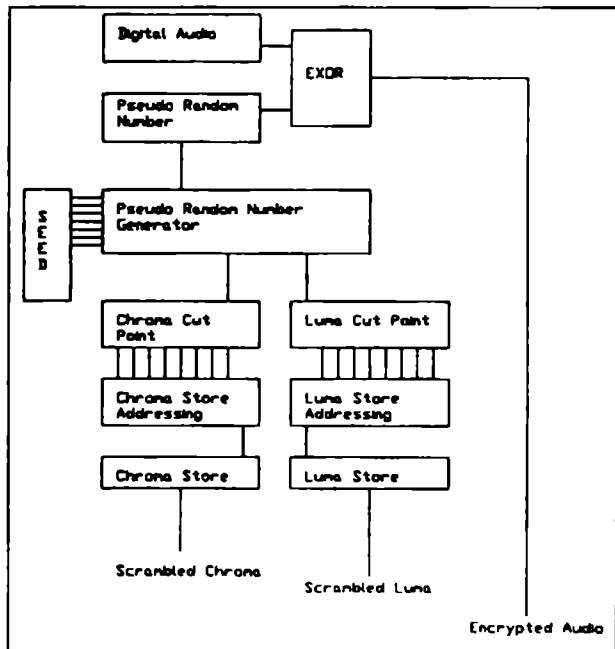 Digital Audio
EXOR
Pseudo Random
Number
Pseudo Random Number
Generator
SEED
Chroma Cut
Point
Luma Cut Point
Chroma Store
Addressing
Luma Store
Addressing
Chroma Store
Luma Store
Scrambled Chroma
Scrambled Luma
Encrypted Audio